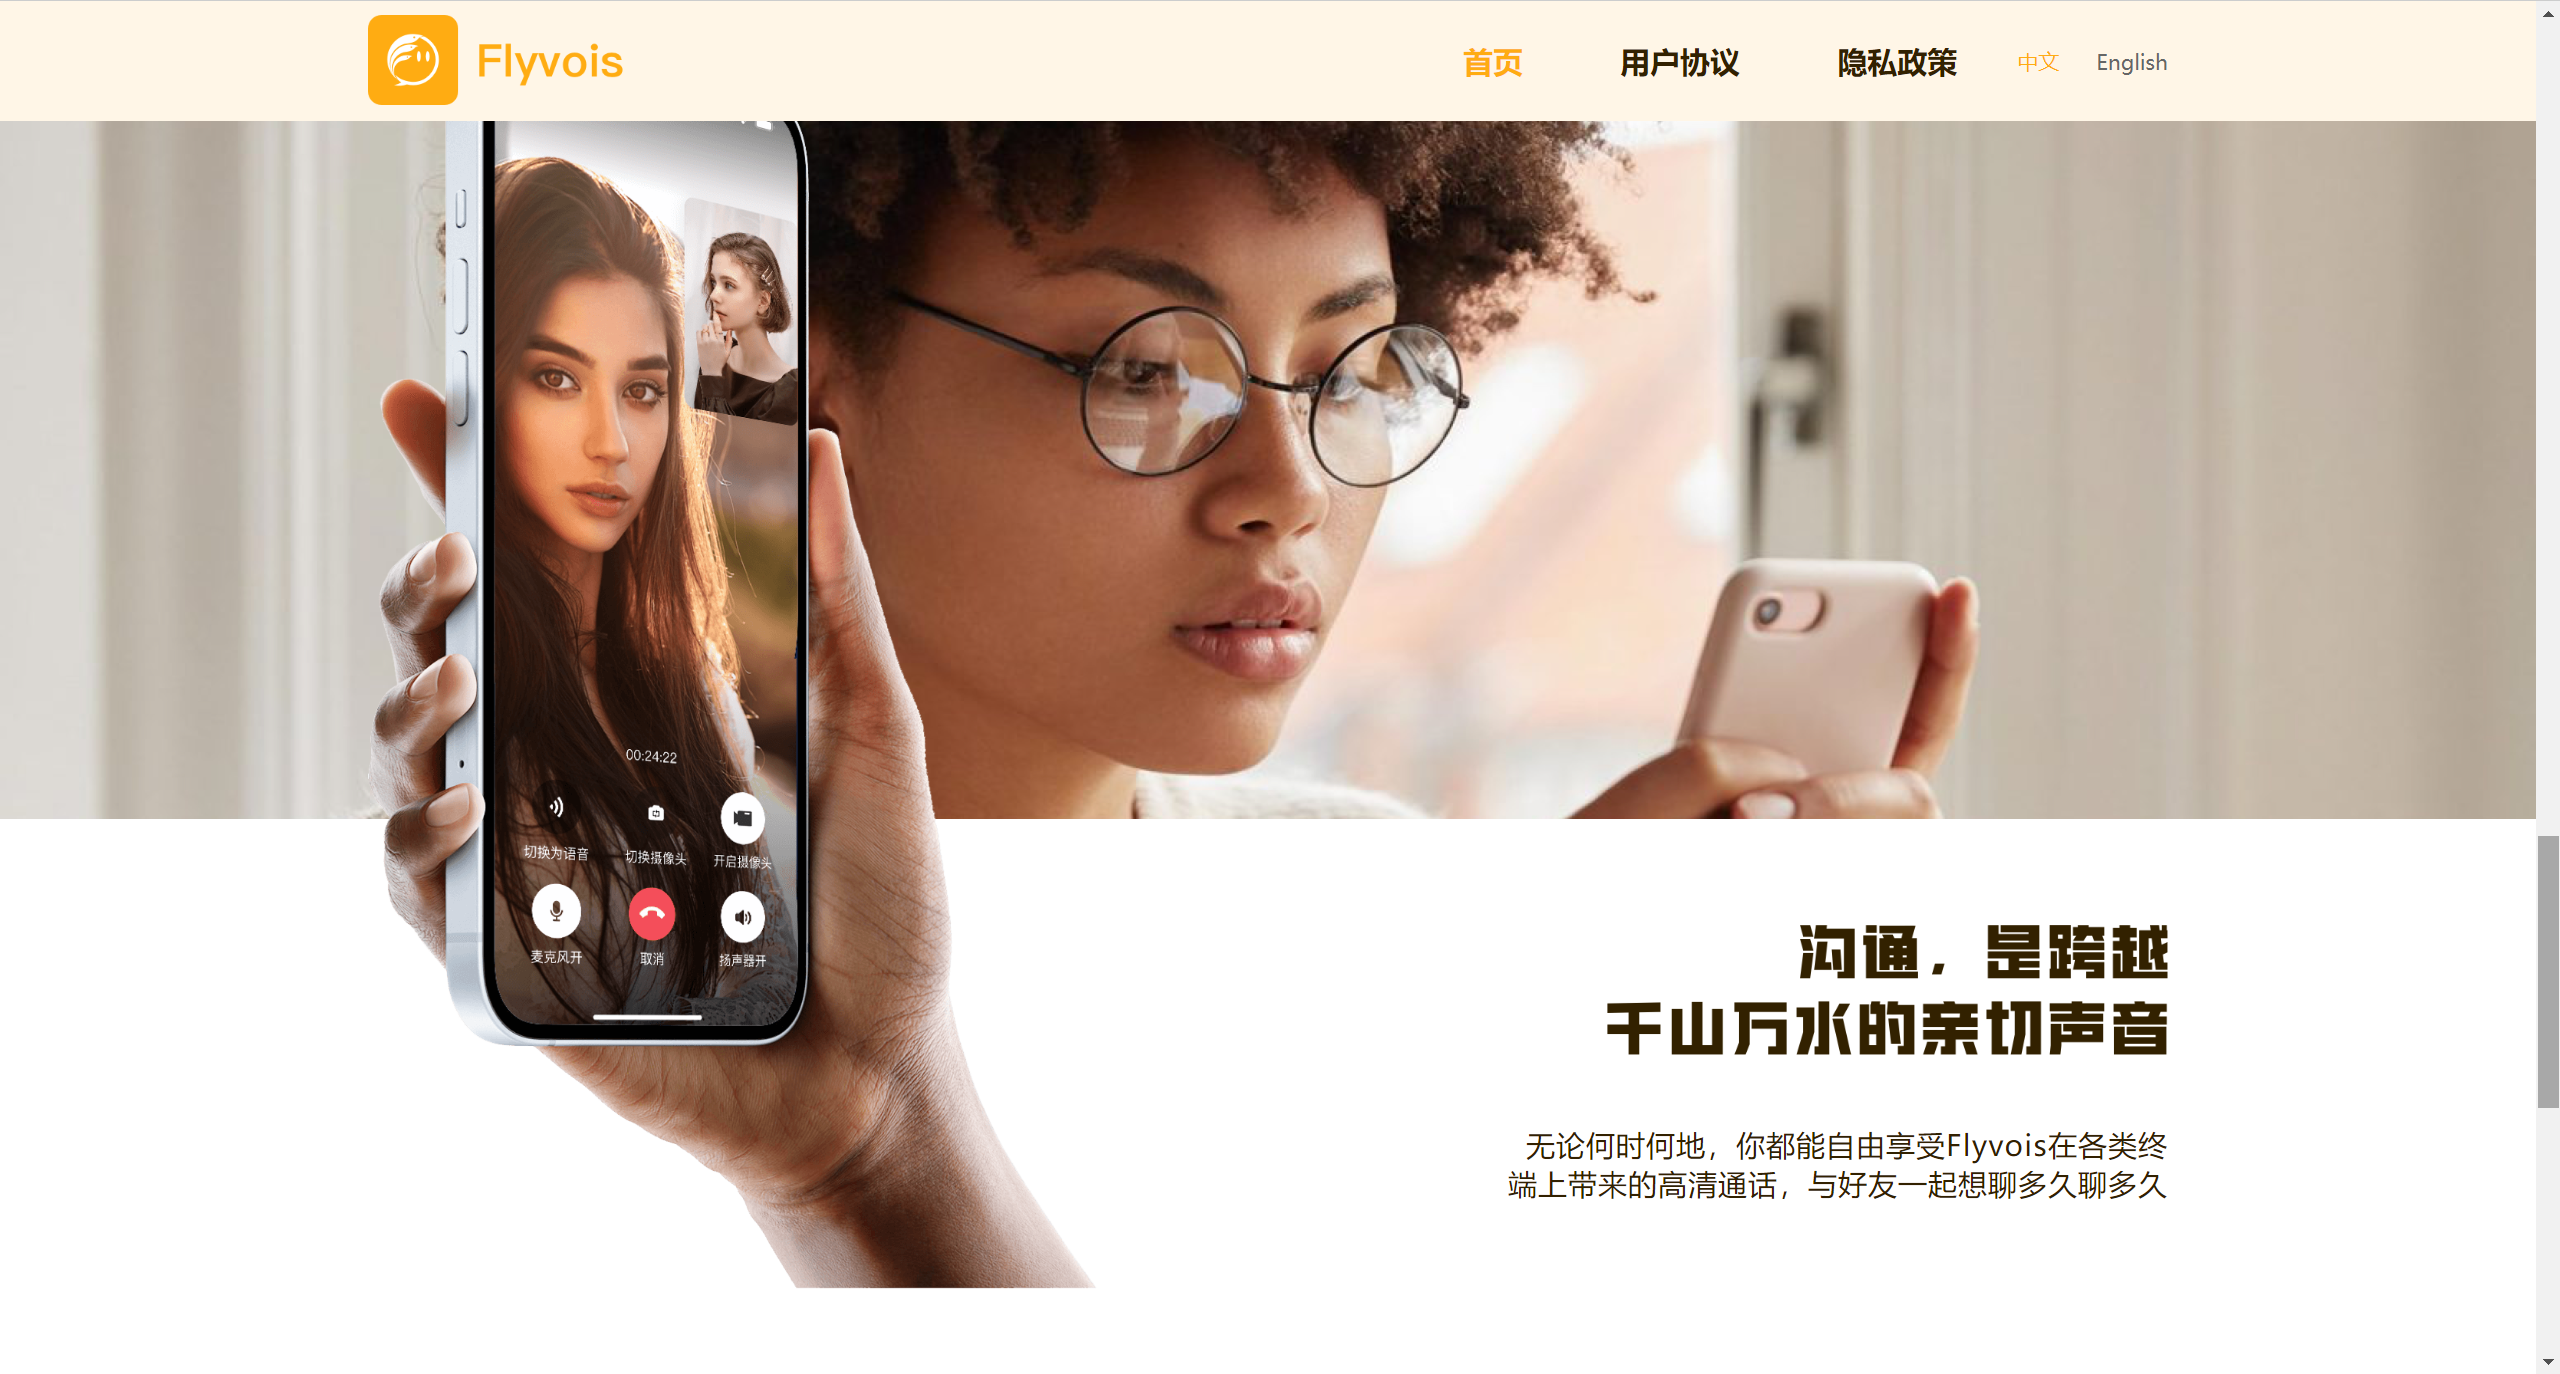 Flyvois
首页 用户协议 隐私政策 中文 English
00:24:22
切换为语音 切换摄像头 开启摄像头
麦克风开 取消 扬声器开
沟通，是跨越
千山万水的亲切声音
无论何时何地，你都能自由享受Flyvois在各类终
端上带来的高清通话，与好友一起想聊多久聊多久